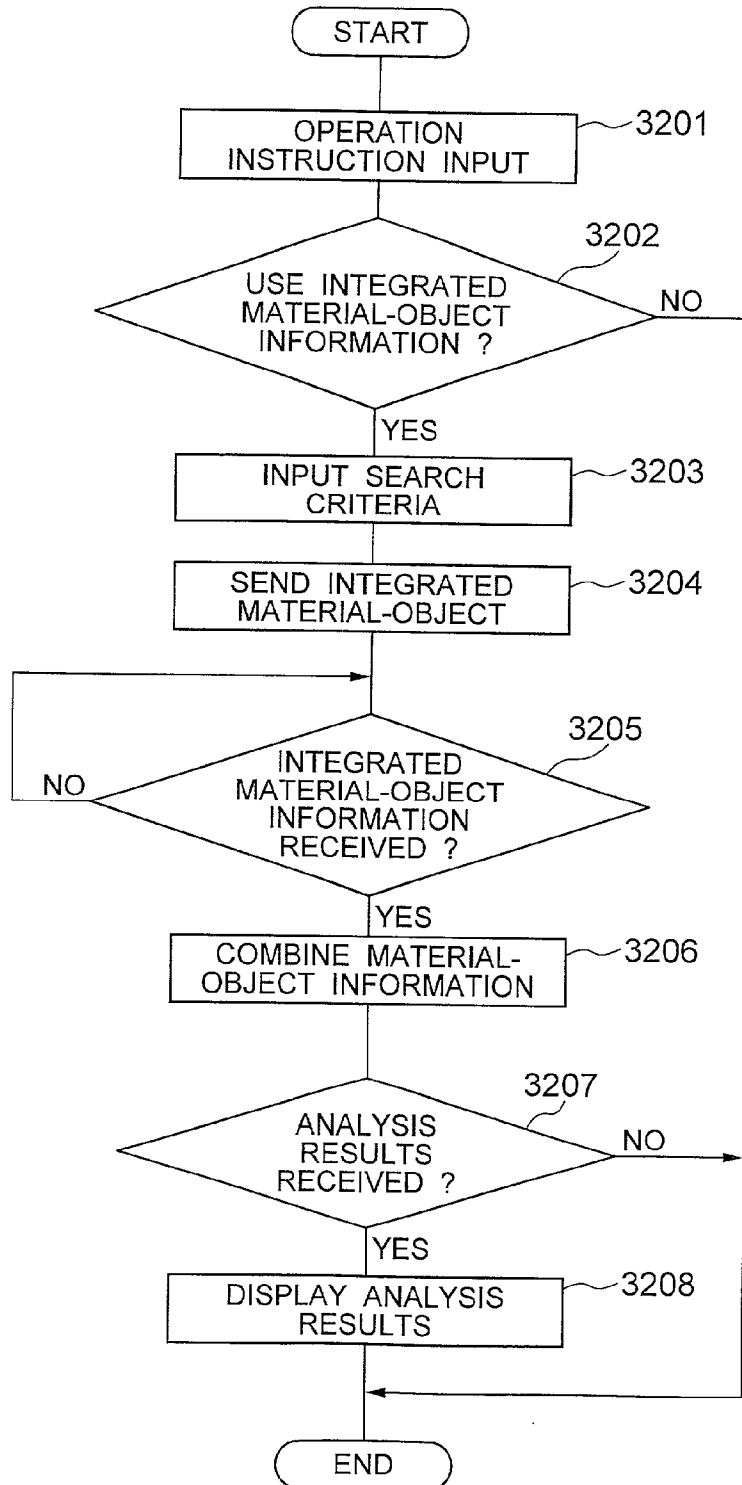 START
OPERATION
INSTRUCTION INPUT
3201
3202
USE INTEGRATED
MATERIAL-OBJECT
INFORMATION ?
NO
YES
INPUT SEARCH
CRITERIA
3203
SEND INTEGRATED
MATERIAL-OBJECT
3204
3205
INTEGRATED
MATERIAL-OBJECT
INFORMATION
RECEIVED ?
NO
YES
COMBINE MATERIAL-
OBJECT INFORMATION
3206
3207
ANALYSIS
RESULTS
RECEIVED ?
NO
YES
DISPLAY ANALYSIS
RESULTS
3208
END